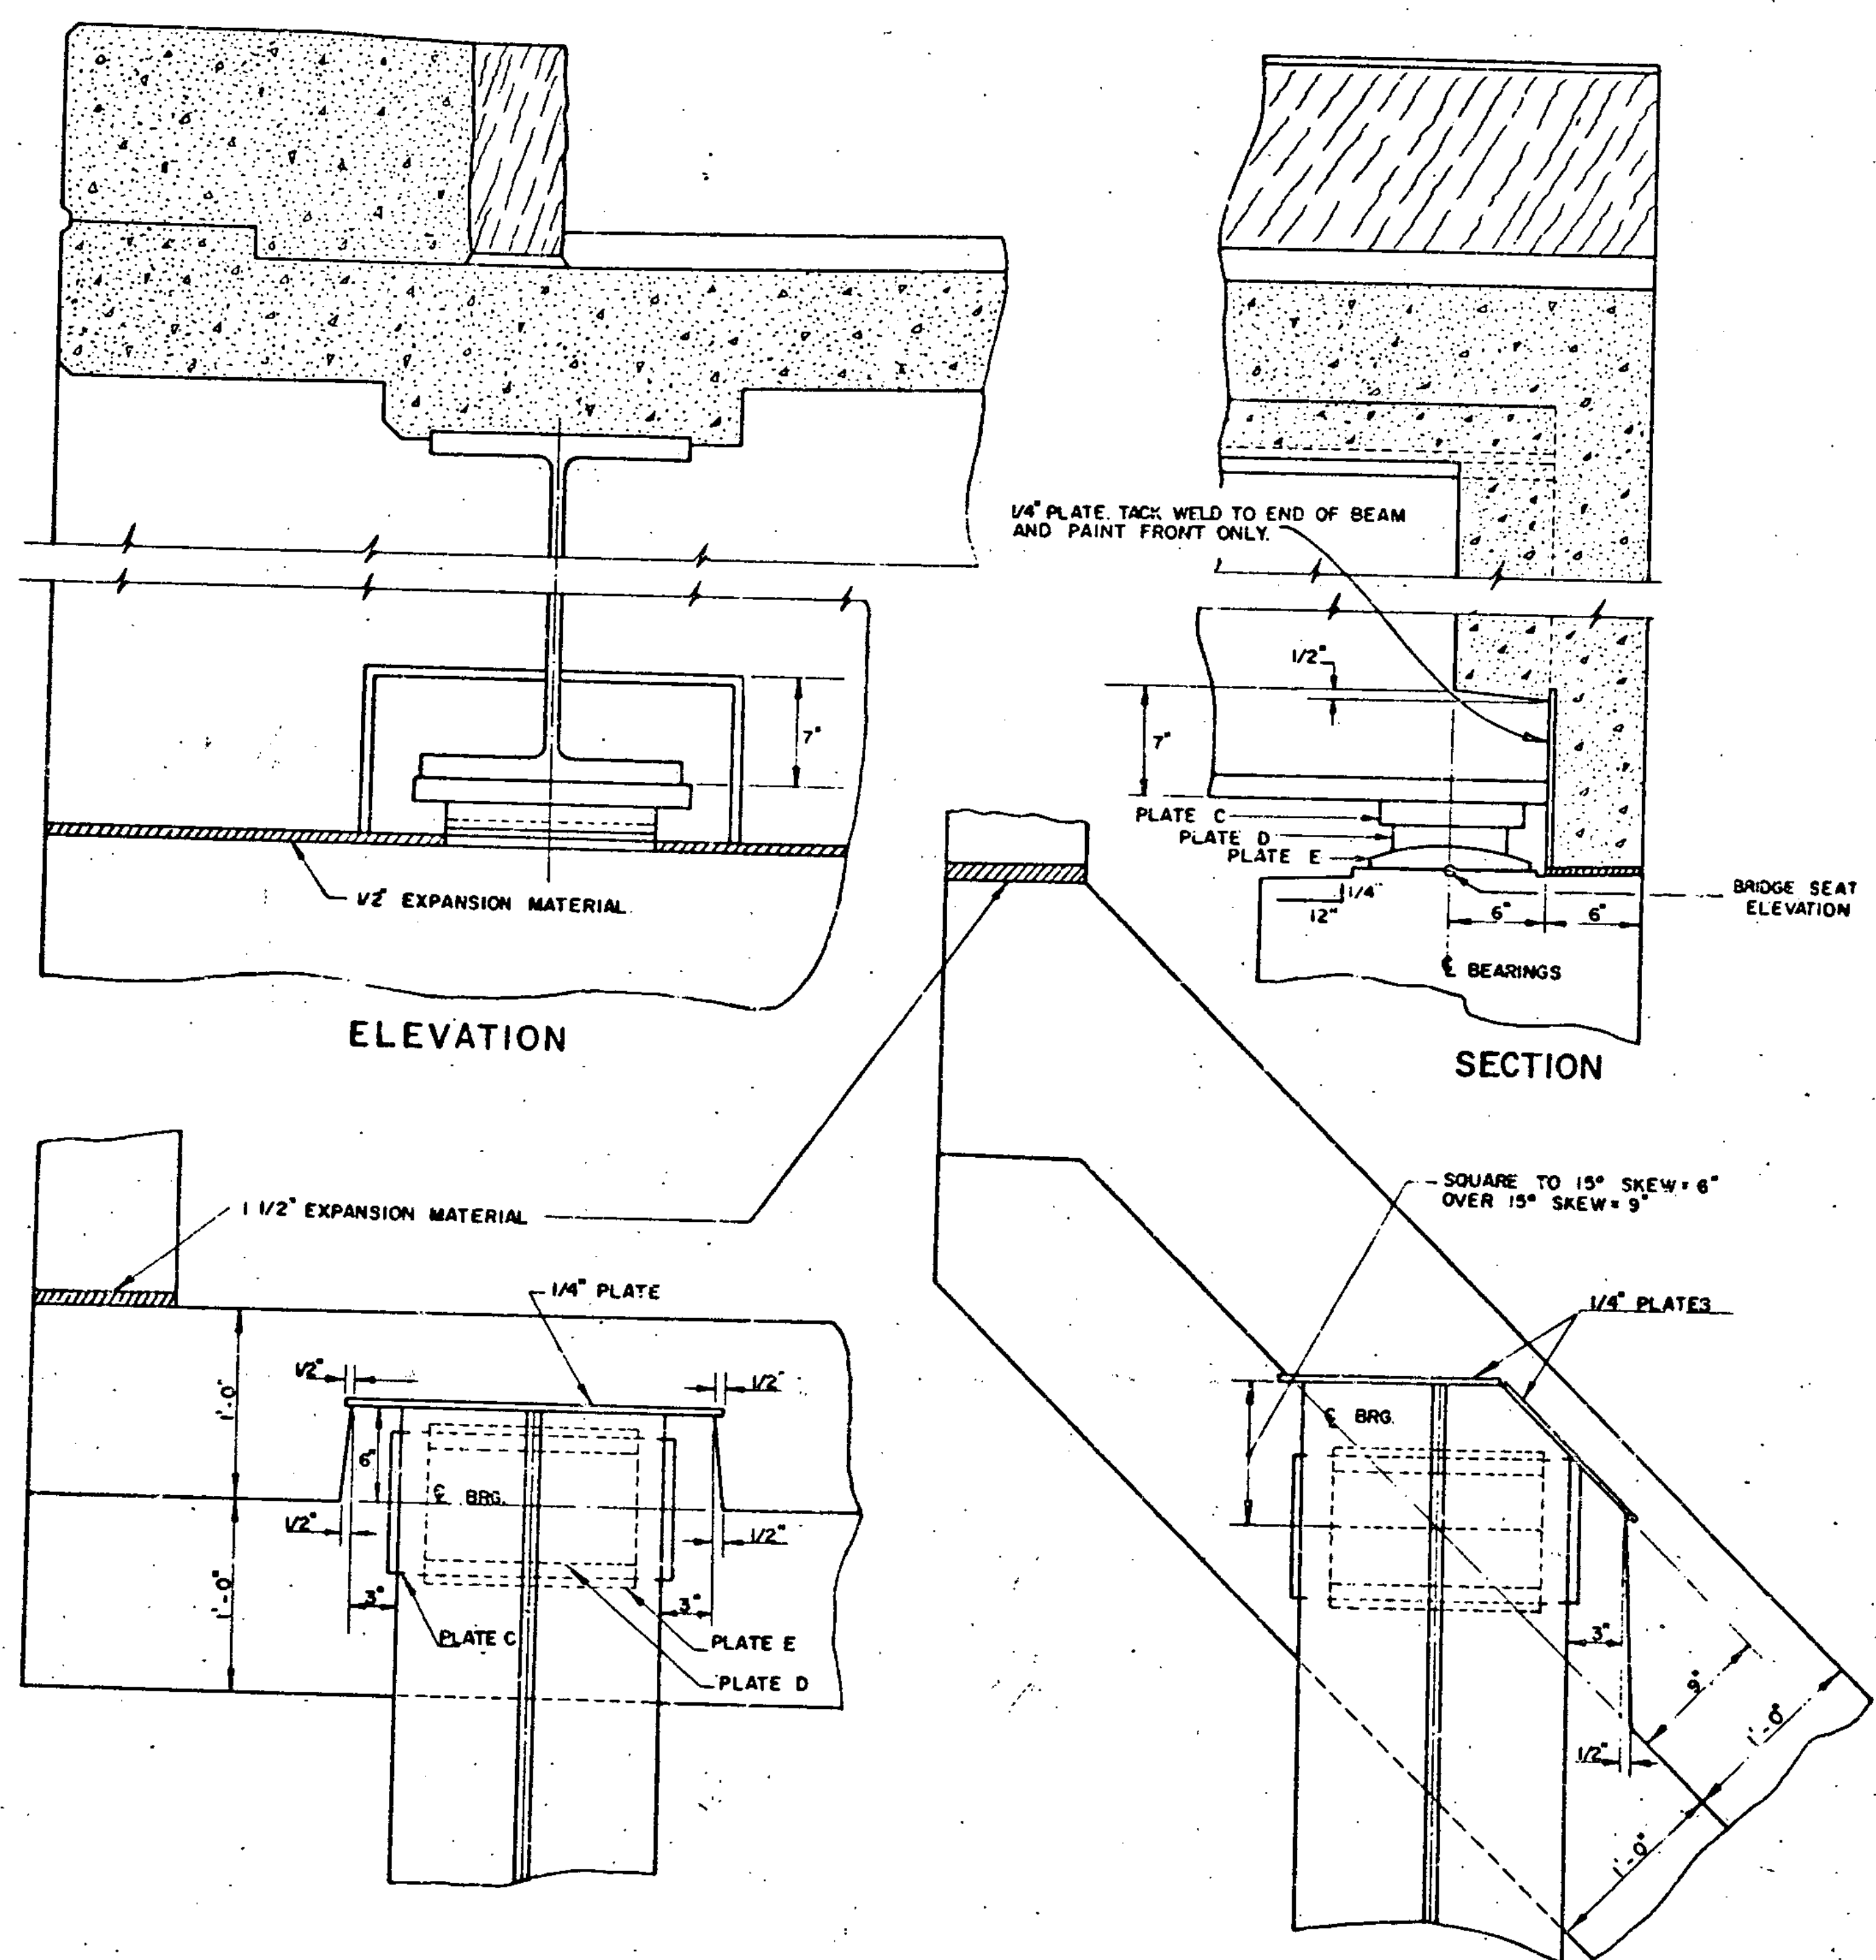 1/4" PLATE. TACK WELD TO END OF BEAM
AND PAINT FRONT ONLY.
7"
1/2" EXPANSION MATERIAL
ELEVATION
1/2"
7"
PLATE C
PLATE D
PLATE E
1/4"
12"
6"
6"
BRIDGE SEAT
ELEVATION
℄ BEARINGS
SECTION
1 1/2" EXPANSION MATERIAL
1/4" PLATE
1/2"
1/2"
1'-0"
6"
℄ BRG.
1/2"
1/2"
1'-0"
3"
3"
PLATE C
PLATE E
PLATE D
SQUARE TO 15° SKEW = 6"
OVER 15° SKEW = 9"
1/4" PLATES
℄ BRG.
3"
9"
1'-0"
1/2"
1'-0"